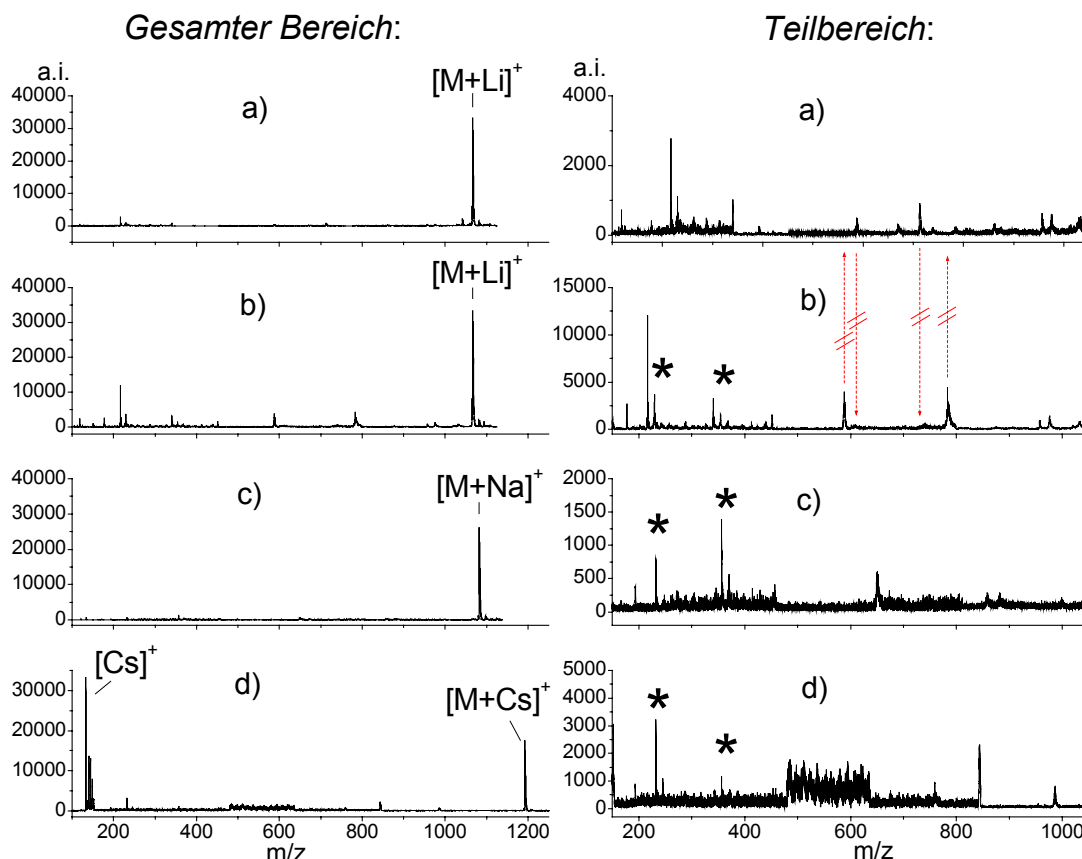 Gesamter Bereich:
Teilbereich:
a.i.
40000
30000
20000
10000
0
a)
[M+Li]+
4000
2000
0
a)
40000
30000
20000
10000
0
b)
[M+Li]+
15000
10000
5000
0
b)
* *
40000
30000
20000
10000
0
c)
[M+Na]+
2000
1500
1000
500
0
c)
* *
30000
20000
10000
0
[Cs]+
d)
[M+Cs]+
200 400 600 800 1000 1200
m/z
5000
4000
3000
2000
1000
0
d)
* *
200 400 600 800 1000
m/z